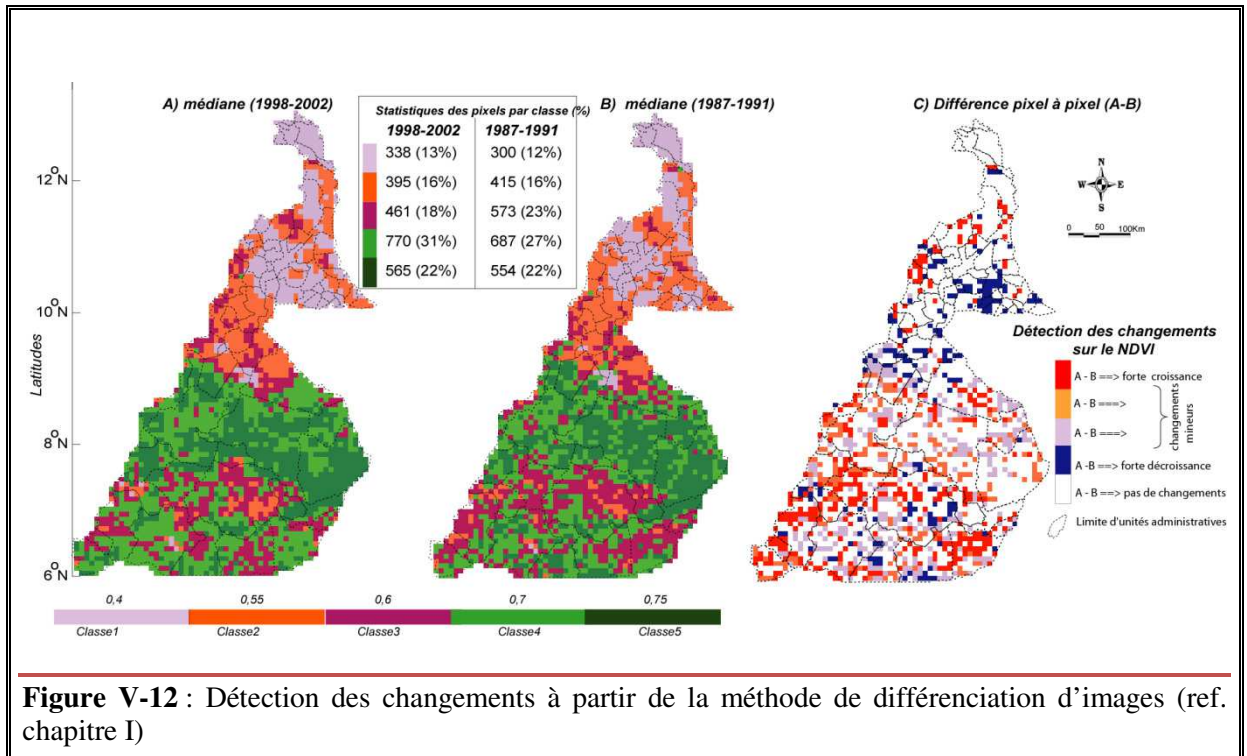 A) médiane (1998-2002)
B) médiane (1987-1991)
C) Différence pixel à pixel (A-B)
Statistiques des pixels par classe (%)
1998-2002 1987-1991
338 (13%) 300 (12%)
395 (16%) 415 (16%)
461 (18%) 573 (23%)
770 (31%) 687 (27%)
565 (22%) 554 (22%)
12°N
10°N
8°N
6°N
Latitudes
N
W E
S
0 50 100Km
Détection des changements
sur le NDVI
A - B ==> forte croissance
A - B ===>
A - B ===>
changements
mineurs
A - B ==> forte décroissance
A - B ==> pas de changements
Limite d'unités administratives
0,4 0,55 0,6 0,7 0,75
Classe1 Classe2 Classe3 Classe4 Classe5
Figure V-12 : Détection des changements à partir de la méthode de différenciation d'images (ref.
chapitre I)